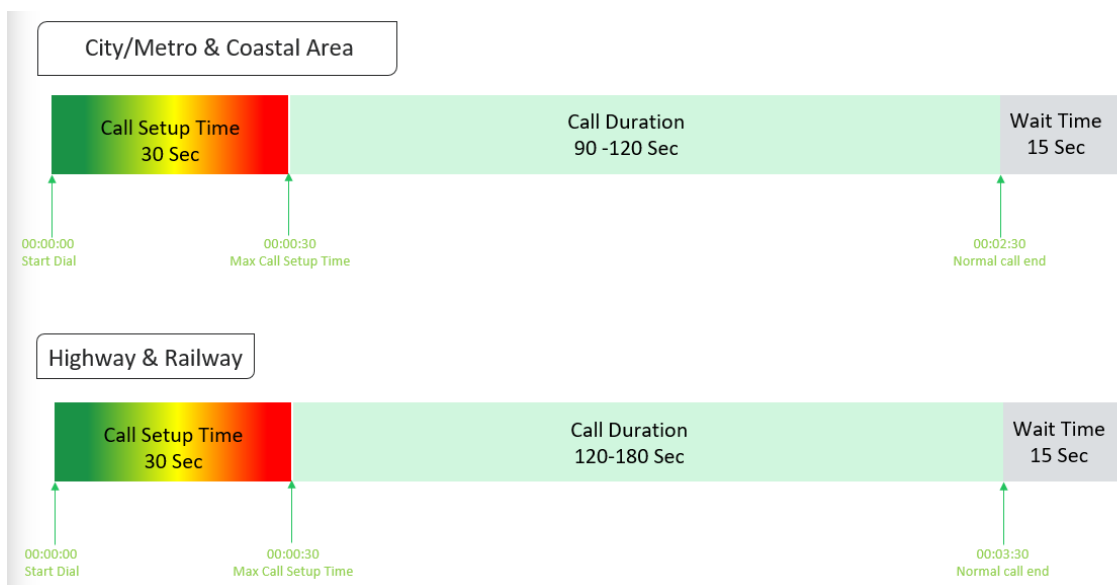 City/Metro & Coastal Area
Call Setup Time
30 Sec
Call Duration
90 -120 Sec
Wait Time
15 Sec
00:00:00
Start Dial
00:00:30
Max Call Setup Time
00:02:30
Normal call end
Highway & Railway
Call Setup Time
30 Sec
Call Duration
120-180 Sec
Wait Time
15 Sec
00:00:00
Start Dial
00:00:30
Max Call Setup Time
00:03:30
Normal call end